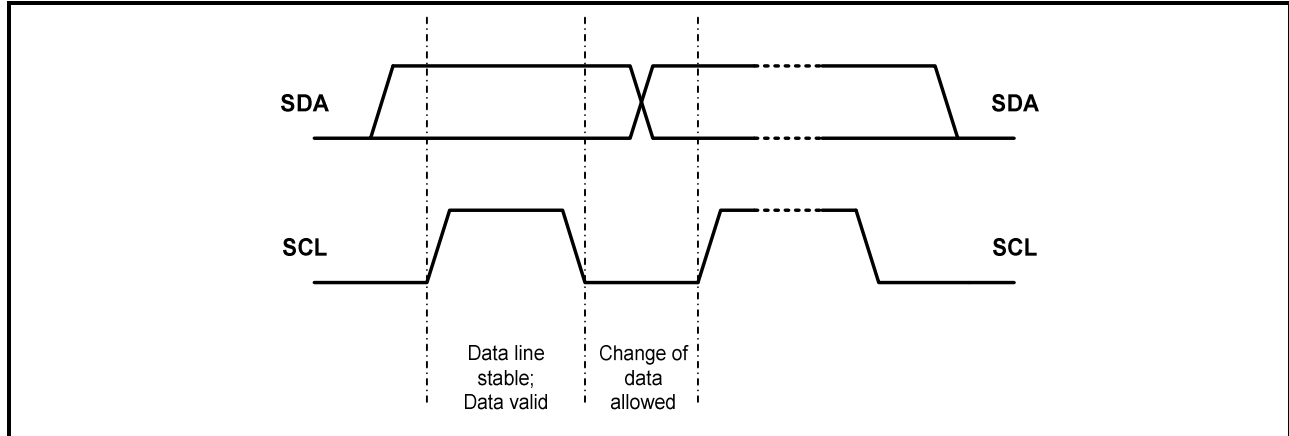 SDA
SDA
SCL
SCL
Data line
stable;
Data valid
Change of
data
allowed